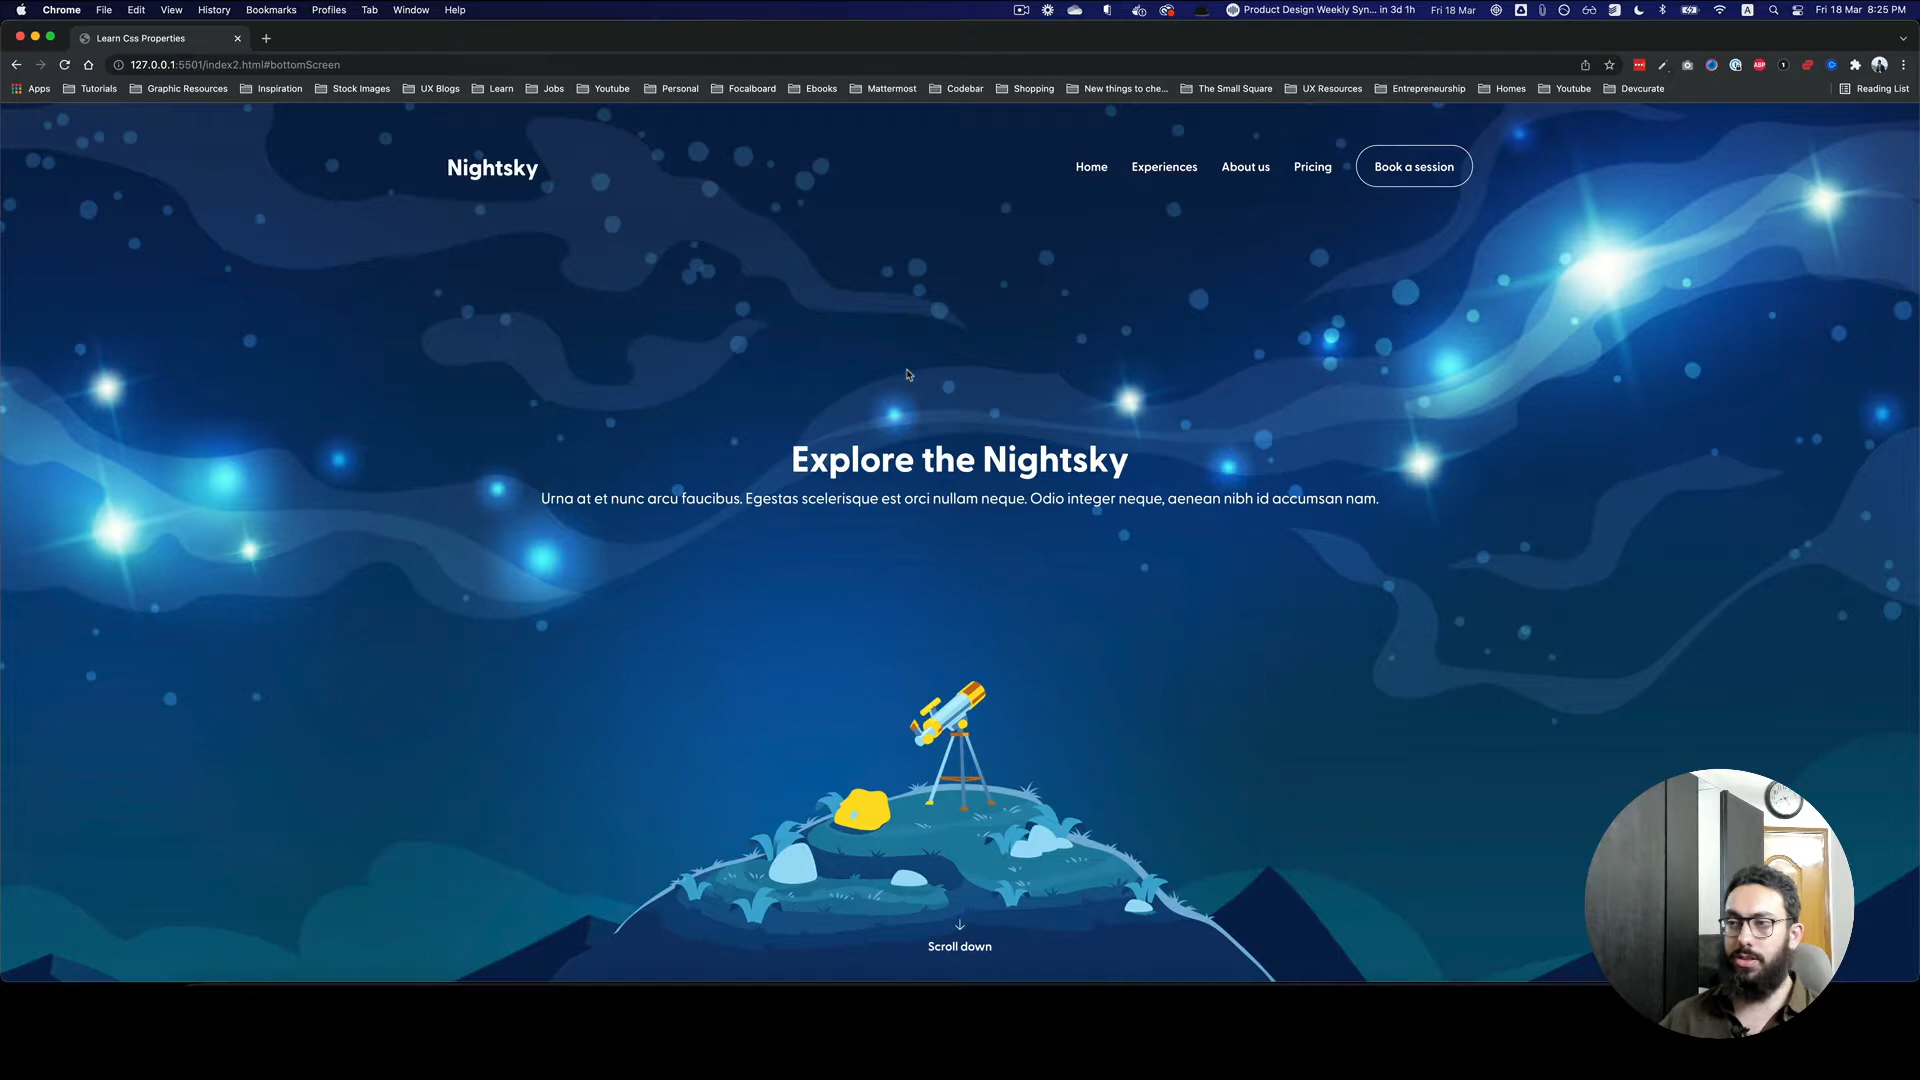 Chrome File Edit View History Bookmarks Profiles Tab Window Help
Product Design Weekly Syn... in 3d 1h Fri 18 Mar A Fri 18 Mar 8:25 PM
Learn Css Properties
127.0.0.1:5501/index2.html#bottomScreen
ABP
Apps Tutorials Graphic Resources Inspiration Stock Images UX Blogs Learn Jobs Youtube Personal Focalboard Ebooks Mattermost Codebar Shopping New things to che... The Small Square UX Resources Entrepreneurship Homes Youtube Devcurate Reading List
Nightsky
Home Experiences About us Pricing Book a session
Explore the Nightsky
Urna at et nunc arcu faucibus. Egestas scelerisque est orci nullam neque. Odio integer neque, aenean nibh id accumsan nam.
Scroll down